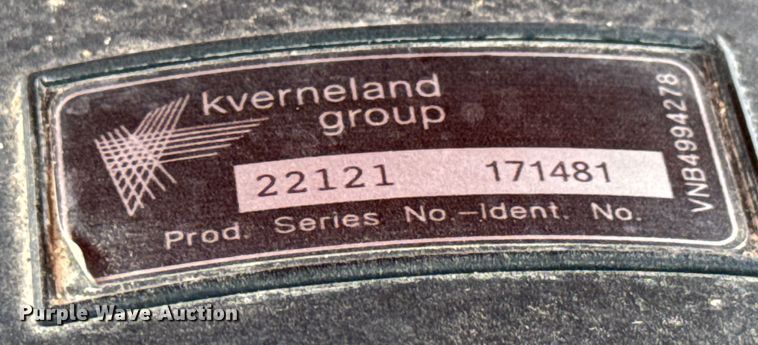 kverneland
group
22121 171481
Prod. Series No.-Ident. No.
VNB4994278
Purple Wave Auction